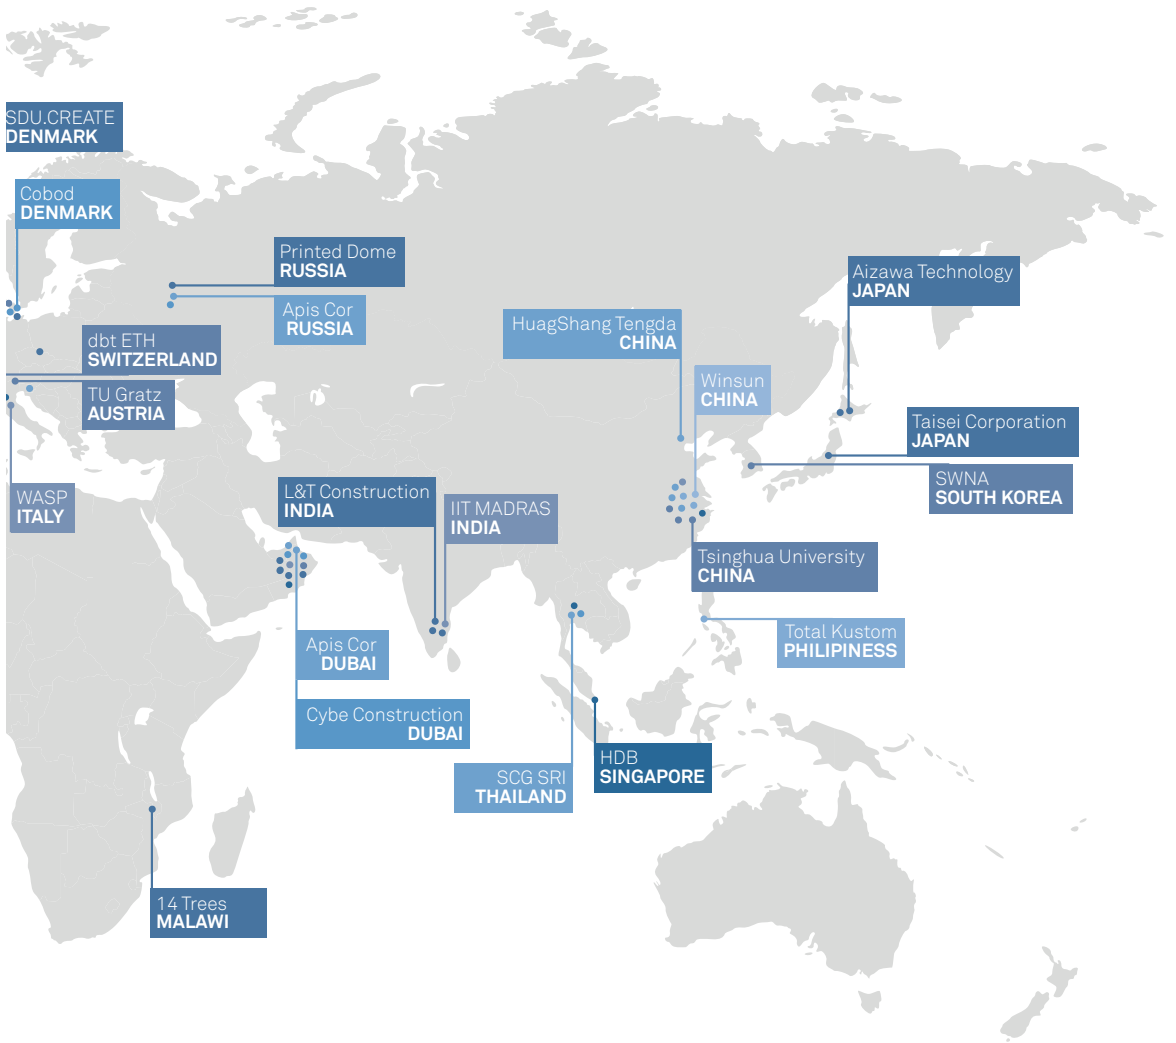 SDU.CREATE
DENMARK
Cobod
DENMARK
Printed Dome
RUSSIA
Apis Cor
RUSSIA
Aizawa Technology
JAPAN
HuagShang Tengda
CHINA
dbt ETH
SWITZERLAND
TU Gratz
AUSTRIA
Winsun
CHINA
Taisei Corporation
JAPAN
SWNA
SOUTH KOREA
WASP
ITALY
L&T Construction
INDIA
IIT MADRAS
INDIA
Tsinghua University
CHINA
Total Kustom
PHILIPINESS
Apis Cor
DUBAI
Cybe Construction
DUBAI
HDB
SINGAPORE
SCG SRI
THAILAND
14 Trees
MALAWI